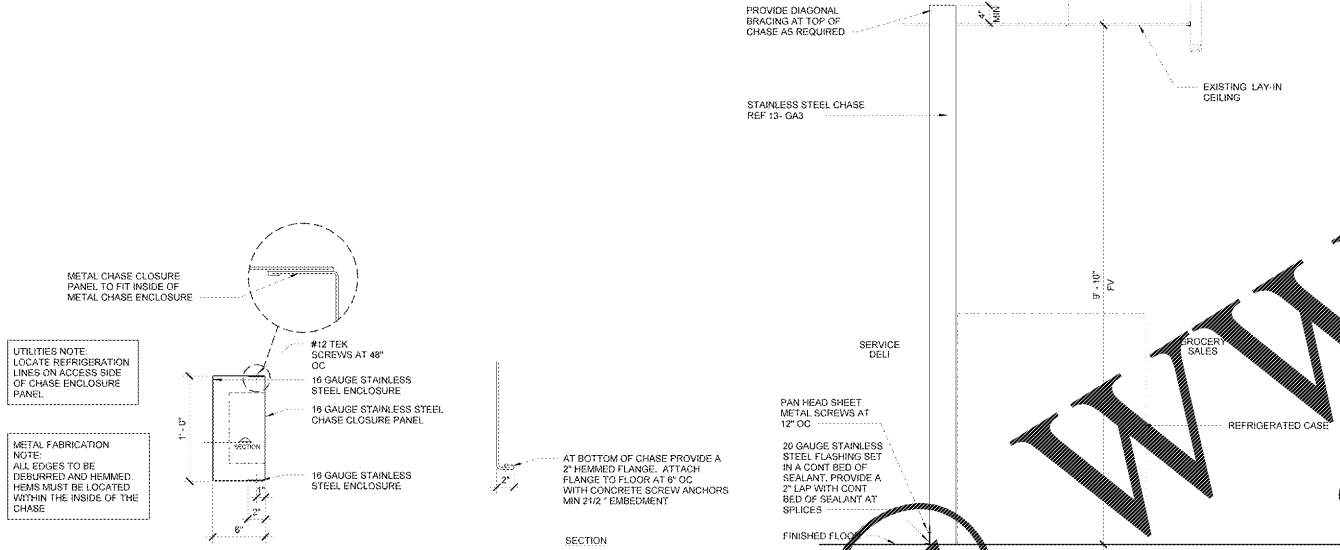 PROVIDE DIAGONAL
BRACING AT TOP OF
CHASE AS REQUIRED
4"
MIN
EXISTING LAY-IN
CEILING
STAINLESS STEEL CHASE
REF 13- GA3
METAL CHASE CLOSURE
PANEL TO FIT INSIDE OF
METAL CHASE ENCLOSURE
9' - 10"
FV
UTILITIES NOTE:
LOCATE REFRIGERATION
LINES ON ACCESS SIDE
OF CHASE ENCLOSURE
PANEL
#12 TEK
SCREWS AT 48"
OC
16 GAUGE STAINLESS
STEEL ENCLOSURE
16 GAUGE STAINLESS STEEL
CHASE CLOSURE PANEL
1' - 0"
SECTION
SERVICE
DELI
GROCERY
SALES
METAL FABRICATION
NOTE:
ALL EDGES TO BE
DEBURRED AND HEMMED.
HEMS MUST BE LOCATED
WITHIN THE INSIDE OF THE
CHASE
16 GAUGE STAINLESS
STEEL ENCLOSURE
1"
2"
6"
2"
AT BOTTOM OF CHASE PROVIDE A
2" HEMMED FLANGE. ATTACH
FLANGE TO FLOOR AT 6" OC
WITH CONCRETE SCREW ANCHORS
MIN 21/2 " EMBEDMENT
SECTION
PAN HEAD SHEET
METAL SCREWS AT
12" OC
REFRIGERATED CASE
20 GAUGE STAINLESS
STEEL FLASHING SET
IN A CONT BED OF
SEALANT. PROVIDE A
2" LAP WITH CONT
BED OF SEALANT AT
SPLICES
FINISHED FLOOR
WW